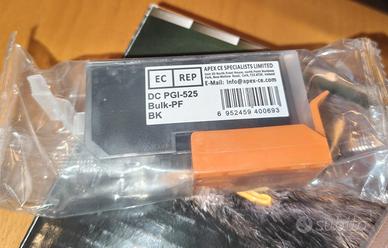 EC REP
APEX CE SPECIALISTS LIMITED
E-Mail: info@apex-ce.com
DC PGI-525
Bulk-PF
BK
6 952459 400693
subito